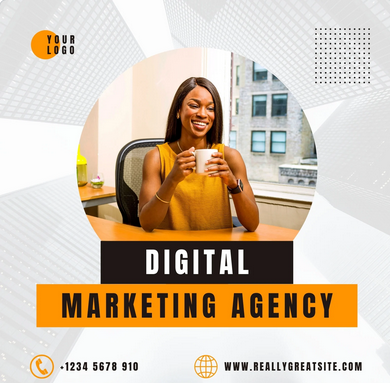 YOUR
LOGO
DIGITAL
MARKETING AGENCY
+1234 5678 910
WWW.REALLYGREATSITE.COM